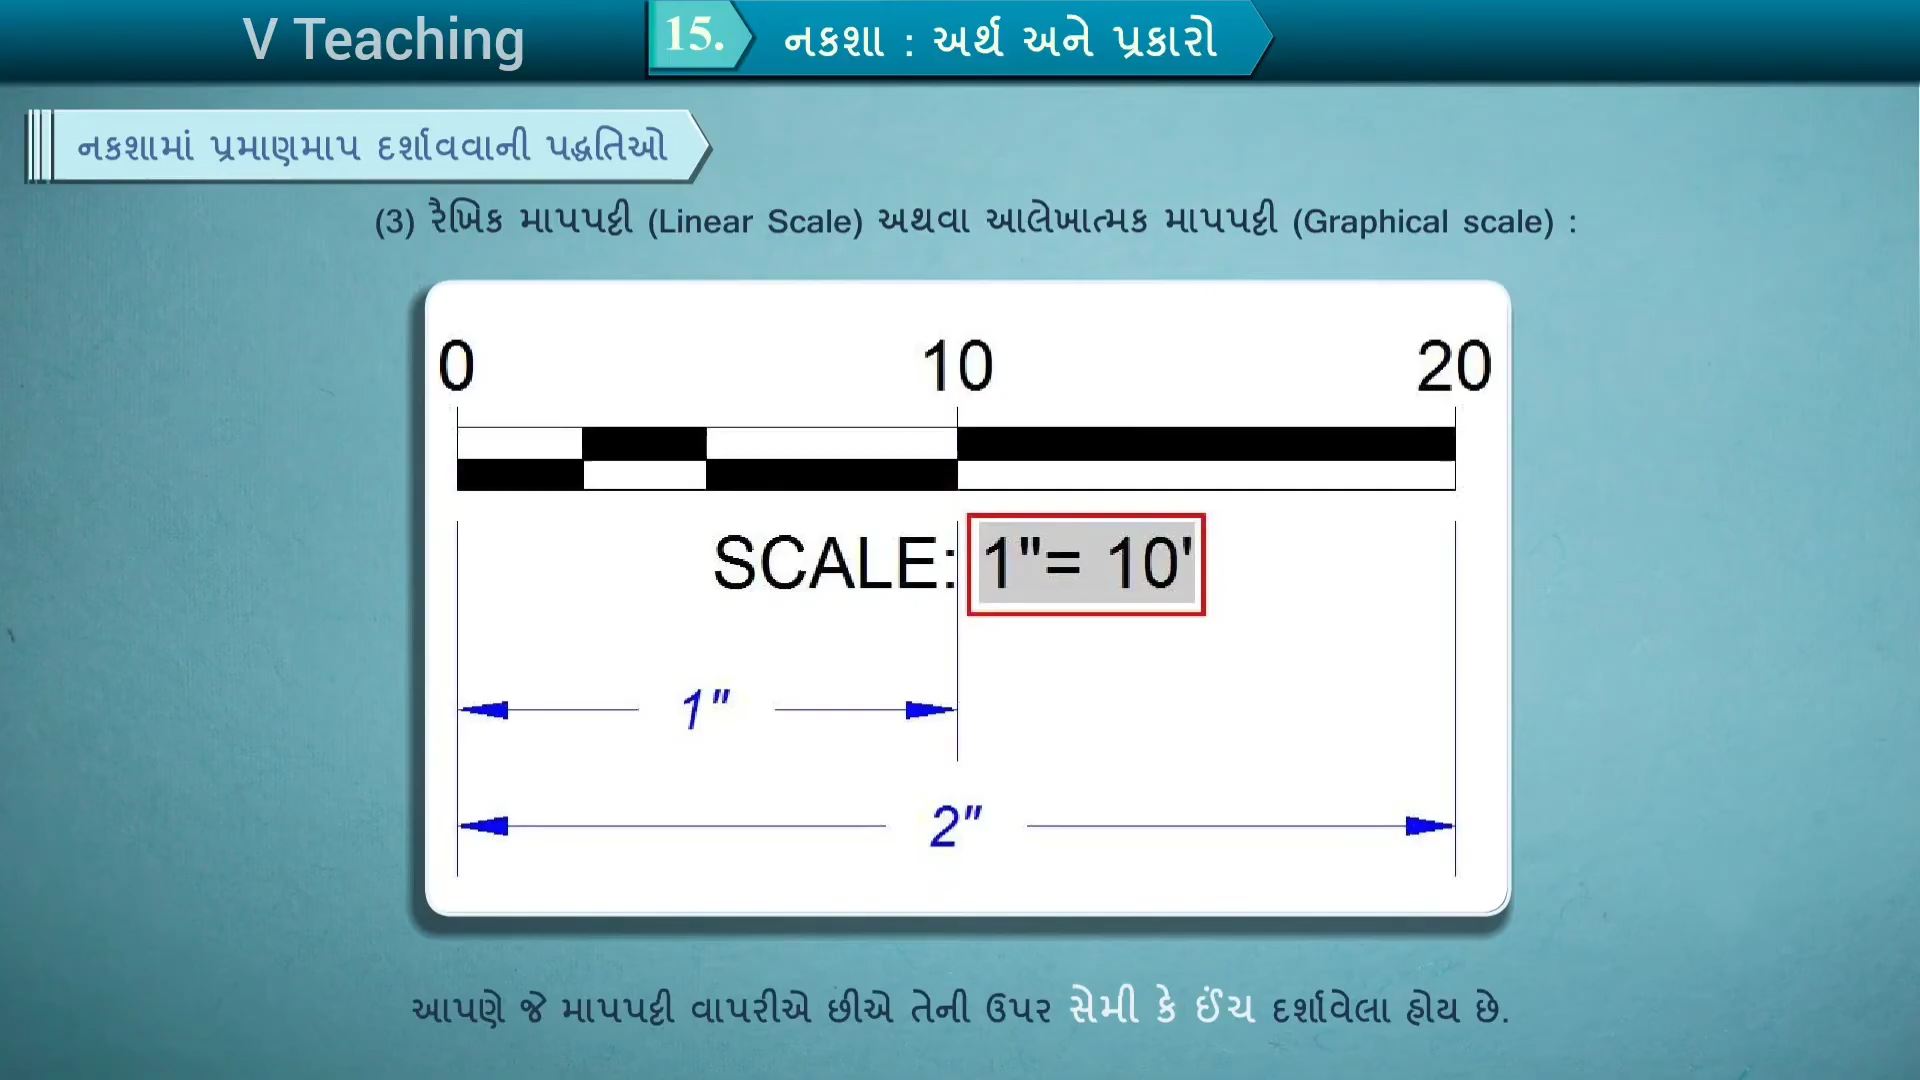 V Teaching
15. નકશા : અર્થ અને પ્રકારો
નકશામાં પ્રમાણમાપ દર્શાવવાની પદ્ધતિઓ
(3) રૈખિક માપપટ્ટી (Linear Scale) અથવા આલેખાત્મક માપપટ્ટી (Graphical scale) :
0 10 20
SCALE: 1"= 10'
1"
2"
આપણે જે માપપટ્ટી વાપરીએ છીએ તેની ઉપર સેમી કે ઈંચ દર્શાવેલા હોય છે.